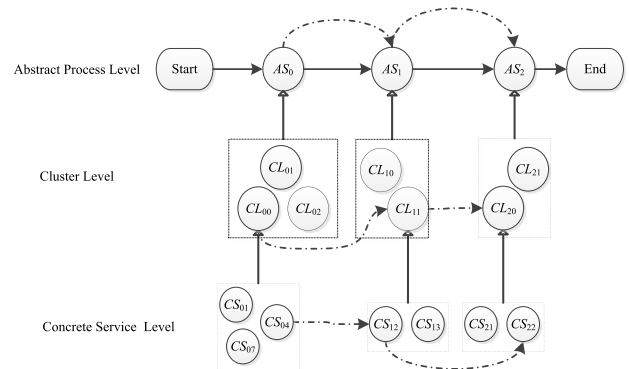 Abstract Process Level Start AS0 AS1 AS2 End
CL01 CL10 CL21
Cluster Level
CL00 CL02 CL11 CL20
CS01
CS04 CS12 CS13 CS21 CS22
Concrete Service Level
CS07